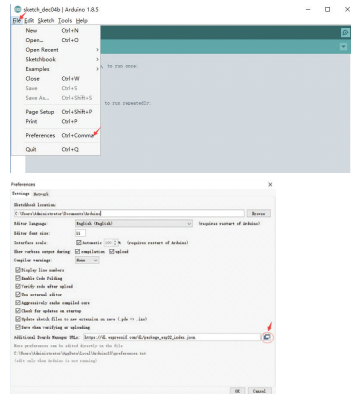 sketch_dec04b | Arduino 1.8.5
File Edit Sketch Tools Help
New Ctrl+N
Open... Ctrl+O
Open Recent
Sketchbook
Examples
Close Ctrl+W
Save Ctrl+S
Save As... Ctrl+Shift+S
Page Setup Ctrl+Shift+P
Print Ctrl+P
Preferences Ctrl+Comma
Quit Ctrl+Q
to run once:
to run repeatedly:
Preferences
Settings Network
Sketchbook location:
C:\Users\Administrator\Documents\Arduino
Browse
Editor language: English (English) (requires restart of Arduino)
Editor font size:
Interface scale: Automatic 100 % (requires restart of Arduino)
Show verbose output during: compilation upload
Compiler warnings: None
Display line numbers
Enable Code Folding
Verify code after upload
Use external editor
Aggressively cache compiled core
Check for updates on startup
Update sketch files to new extension on save (.pde -> .ino)
Save when verifying or uploading
Additional Boards Manager URLs: https://dl.espressif.com/dl/package_esp32_index.json
More preferences can be edited directly in the file
C:\Users\Administrator\AppData\Local\Arduino15\preferences.txt
(edit only when Arduino is not running)
OK Cancel